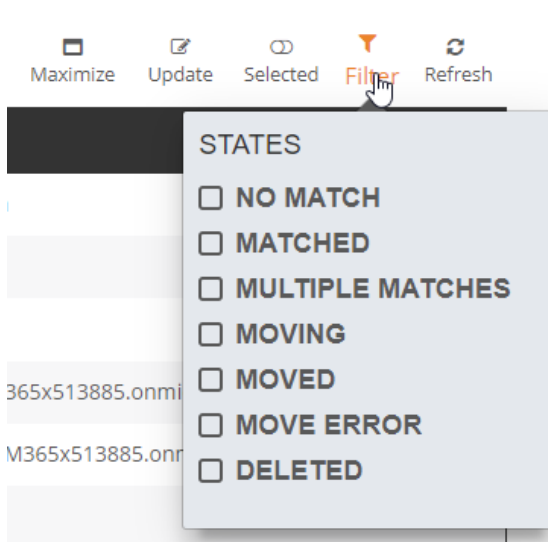 Maximize Update Selected Filter Refresh
STATES
NO MATCH
MATCHED
MULTIPLE MATCHES
MOVING
MOVED
365x513885.onmi
MOVE ERROR
M365x513885.onr
DELETED